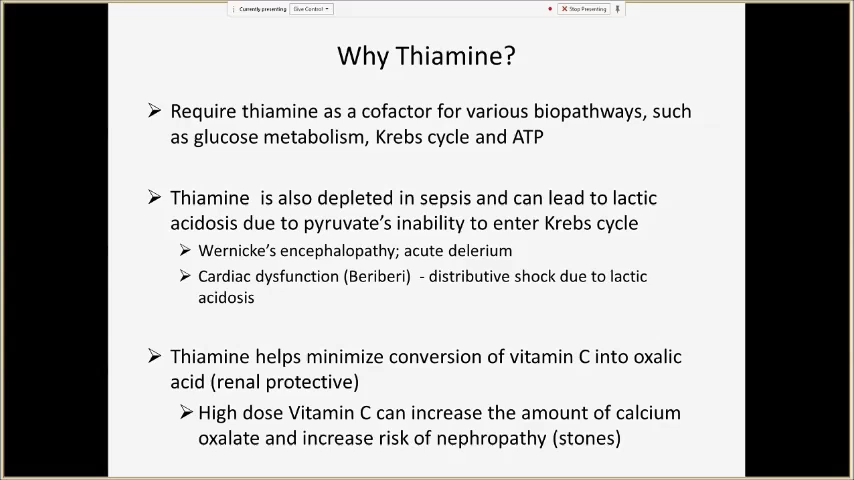 Currently presenting Give Control Stop Presenting
Why Thiamine?
Require thiamine as a cofactor for various biopathways, such
as glucose metabolism, Krebs cycle and ATP
Thiamine is also depleted in sepsis and can lead to lactic
acidosis due to pyruvate's inability to enter Krebs cycle
Wernicke's encephalopathy; acute delerium
Cardiac dysfunction (Beriberi) - distributive shock due to lactic
acidosis
Thiamine helps minimize conversion of vitamin C into oxalic
acid (renal protective)
High dose Vitamin C can increase the amount of calcium
oxalate and increase risk of nephropathy (stones)